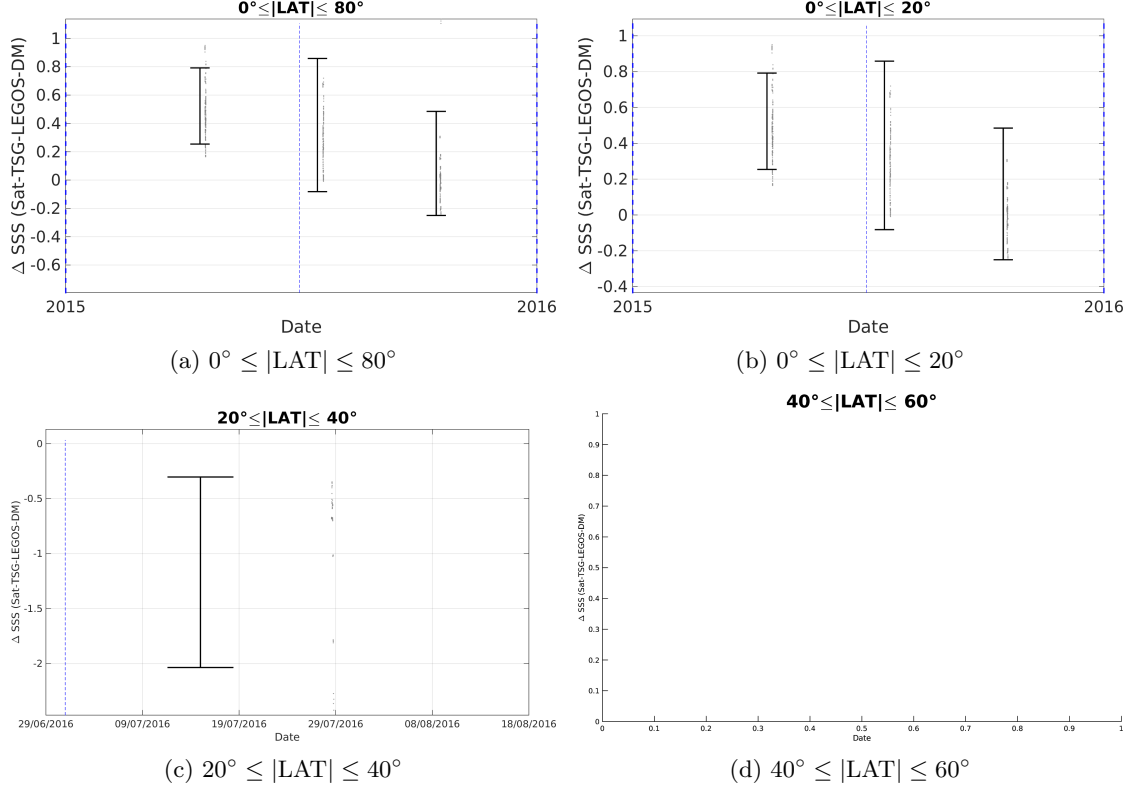 0°≤|LAT|≤ 80°
Δ SSS (Sat-TSG-LEGOS-DM)
1
0.8
0.6
0.4
0.2
0
-0.2
-0.4
-0.6
2015 2016
Date
(a) 0° ≤ |LAT| ≤ 80°
0°≤|LAT|≤ 20°
Δ SSS (Sat-TSG-LEGOS-DM)
1
0.8
0.6
0.4
0.2
0
-0.2
-0.4
2015 2016
Date
(b) 0° ≤ |LAT| ≤ 20°
20°≤|LAT|≤ 40°
Δ SSS (Sat-TSG-LEGOS-DM)
0
-0.5
-1
-1.5
-2
29/06/2016 09/07/2016 19/07/2016 29/07/2016 08/08/2016 18/08/2016
Date
(c) 20° ≤ |LAT| ≤ 40°
40°≤|LAT|≤ 60°
Δ SSS (Sat-TSG-LEGOS-DM)
1
0.9
0.8
0.7
0.6
0.5
0.4
0.3
0.2
0.1
0
0 0.1 0.2 0.3 0.4 0.5 0.6 0.7 0.8 0.9 1
Date
(d) 40° ≤ |LAT| ≤ 60°